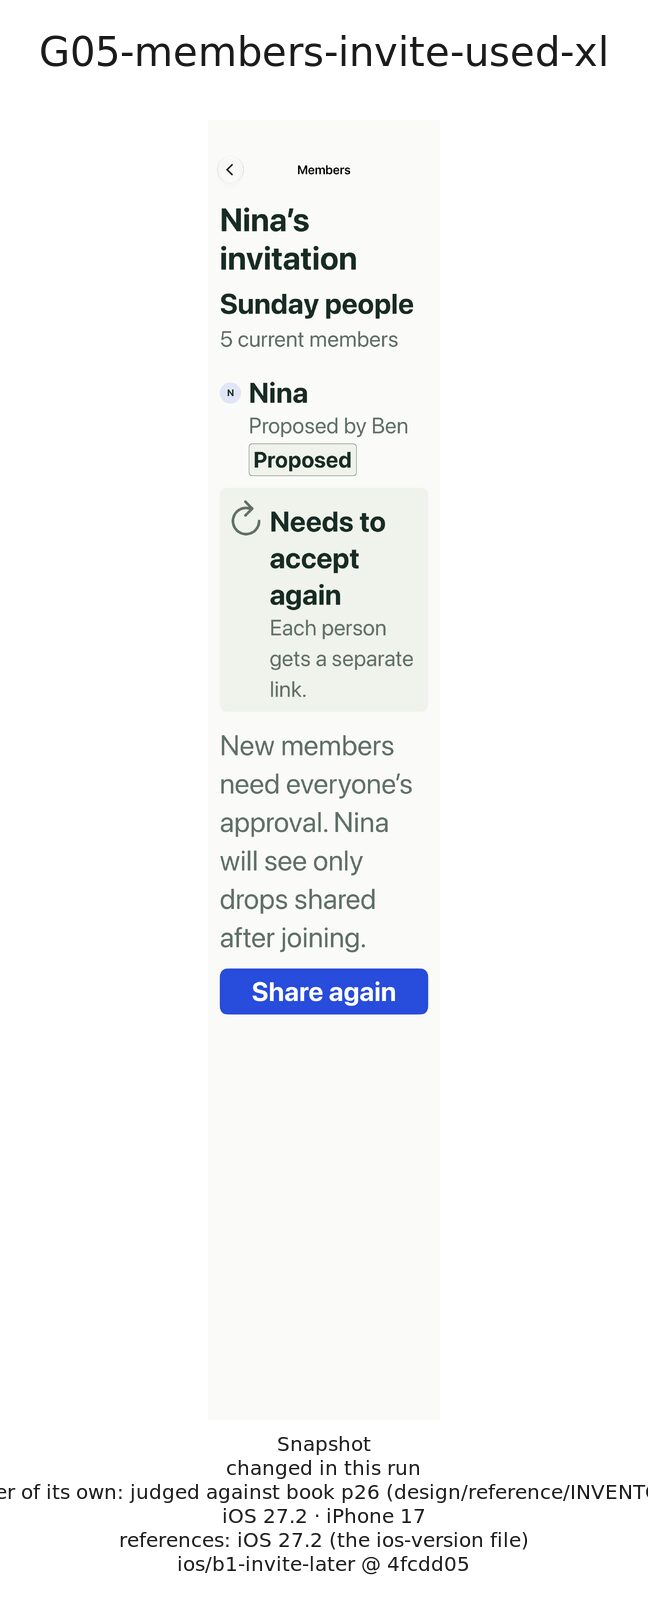 G05-members-invite-used-xl
Members
Nina’s
invitation
Sunday people
5 current members
N
Nina
Proposed by Ben
Proposed
Needs to
accept
again
Each person
gets a separate
link.
New members
need everyone’s
approval. Nina
will see only
drops shared
after joining.
Share again
Snapshot
changed in this run
of its own: judged against book p26 (design/reference/
iOS 27.2 · iPhone 17
references: iOS 27.2 (the ios-version file)
ios/b1-invite-later @ 4fcdd05